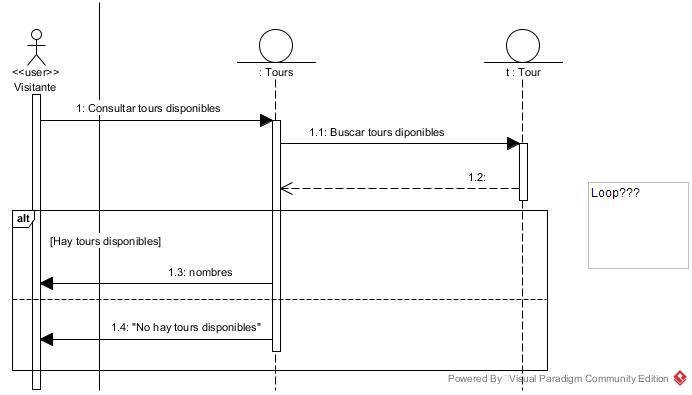 <<user>>
Visitante
: Tours
t : Tour
1: Consultar tours disponibles
1.1: Buscar tours diponibles
1.2:
Loop???
alt
[Hay tours disponibles]
1.3: nombres
1.4: "No hay tours disponibles"
Powered By Visual Paradigm Community Edition